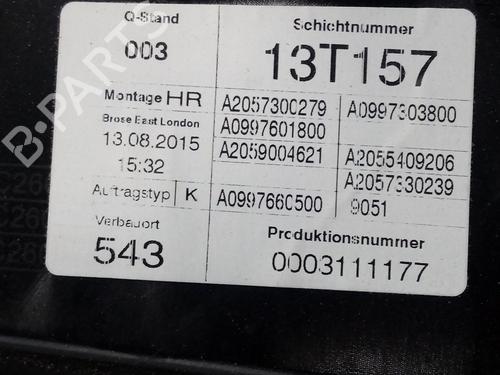 Q-Stand
003
Schichtnummer
13T157
Montage HR
Brose East London
13.08.2015
15:32
Auftragstyp K
A2057300279
A0997601800
A2059004621
A0997660500
A0997303800
A2055409206
A2057330239
9051
Verbauort
543
Produktionsnummer
0003111177
B-PARTS